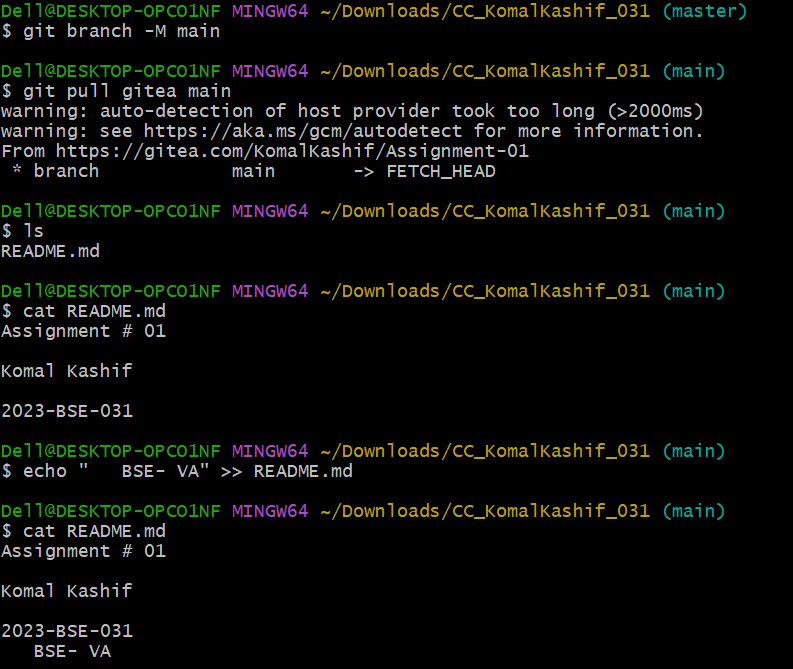 Dell@DESKTOP-OPCO1NF MINGW64 ~/Downloads/CC_KomalKashif_031 (master)
$ git branch -M main
Dell@DESKTOP-OPCO1NF MINGW64 ~/Downloads/CC_KomalKashif_031 (main)
$ git pull gitea main
warning: auto-detection of host provider took too long (>2000ms)
warning: see https://aka.ms/gcm/autodetect for more information.
From https://gitea.com/KomalKashif/Assignment-01
 * branch            main       -> FETCH_HEAD
Dell@DESKTOP-OPCO1NF MINGW64 ~/Downloads/CC_KomalKashif_031 (main)
$ ls
README.md
Dell@DESKTOP-OPCO1NF MINGW64 ~/Downloads/CC_KomalKashif_031 (main)
$ cat README.md
Assignment # 01
Komal Kashif
2023-BSE-031
Dell@DESKTOP-OPCO1NF MINGW64 ~/Downloads/CC_KomalKashif_031 (main)
$ echo "   BSE- VA" >> README.md
Dell@DESKTOP-OPCO1NF MINGW64 ~/Downloads/CC_KomalKashif_031 (main)
$ cat README.md
Assignment # 01
Komal Kashif
2023-BSE-031
   BSE- VA